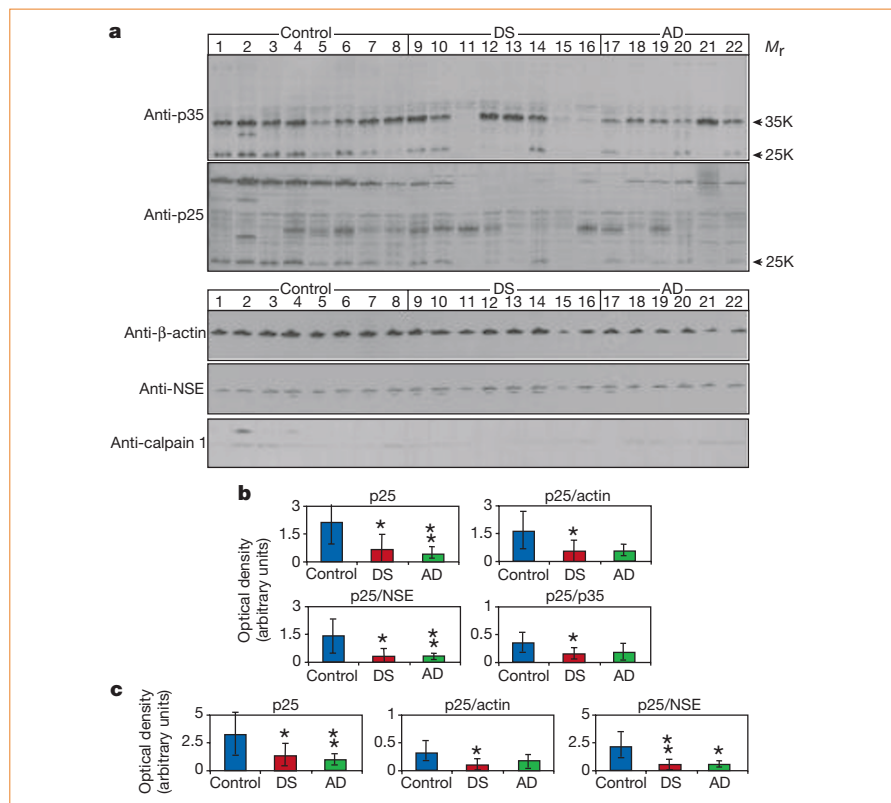 a
Control DS AD
1 2 3 4 5 6 7 8 9 10 11 12 13 14 15 16 17 18 19 20 21 22 Mr
Anti-p35
35K
25K
Anti-p25
25K
Control DS AD
1 2 3 4 5 6 7 8 9 10 11 12 13 14 15 16 17 18 19 20 21 22
Anti-β-actin
Anti-NSE
Anti-calpain 1
b
Optical density
(arbitrary units)
p25
3
1.5
0
* **
Control DS AD
p25/actin
3
1.5
0
*
Control DS AD
p25/NSE
3
1.5
0
* **
Control DS AD
p25/p35
1
0.5
0
*
Control DS AD
c
Optical density
(arbitrary units)
p25
5
2.5
0
* **
Control DS AD
p25/actin
1
0.5
0
*
Control DS AD
p25/NSE
5
2.5
0
** *
Control DS AD